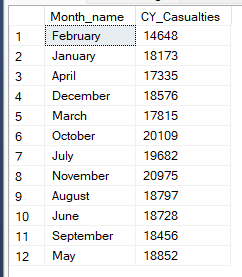 Month_name CY_Casualties
1 February 14648
2 January 18173
3 April 17335
4 December 18576
5 March 17815
6 October 20109
7 July 19682
8 November 20975
9 August 18797
10 June 18728
11 September 18456
12 May 18852